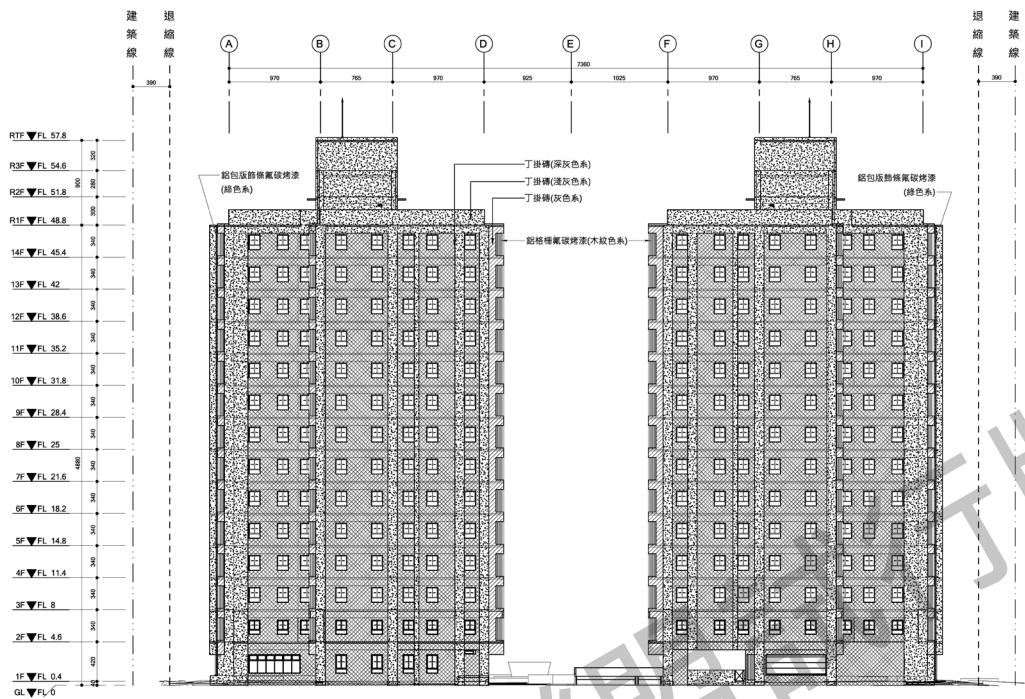 建築線
退縮線
退縮線
建築線
A B C D E F G H I
7360
390 970 765 970 925 1025 970 765 970 390
RTF FL 57.8
320
R3F FL 54.6
280
900
R2F FL 51.8
300
R1F FL 48.8
340
14F FL 45.4
340
13F FL 42
340
12F FL 38.6
340
11F FL 35.2
340
10F FL 31.8
340
9F FL 28.4
340
8F FL 25
4880
340
7F FL 21.6
340
6F FL 18.2
340
5F FL 14.8
340
4F FL 11.4
340
3F FL 8
340
2F FL 4.6
420
1F FL 0.4
40
GL FL 0
鋁包版飾條氟碳烤漆
(綠色系)
丁掛磚(深灰色系)
丁掛磚(淺灰色系)
丁掛磚(灰色系)
鋁格柵氟碳烤漆(木紋色系)
鋁包版飾條氟碳烤漆
(綠色系)